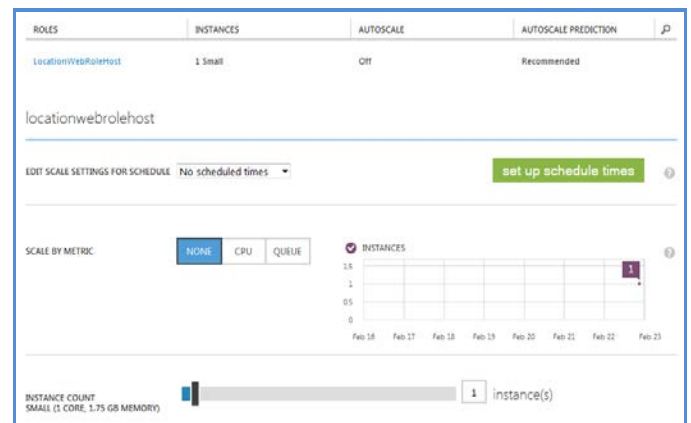 ROLES INSTANCES AUTOSCALE AUTOSCALE PREDICTION
LocationWebRoleHost 1 Small Off Recommended
locationwebrolehost
EDIT SCALE SETTINGS FOR SCHEDULE No scheduled times set up schedule times ?
SCALE BY METRIC NONE CPU QUEUE INSTANCES ?
1.5
1
1
0.5
0
Feb 16 Feb 17 Feb 18 Feb 19 Feb 20 Feb 21 Feb 22 Feb 23
INSTANCE COUNT 1 instance(s)
SMALL (1 CORE, 1.75 GB MEMORY)